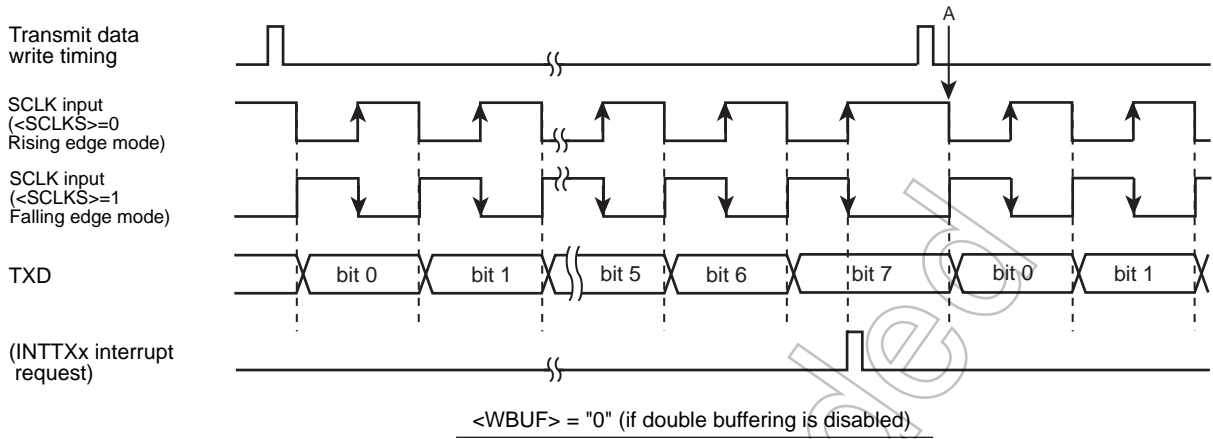 A
Transmit data
write timing
SCLK input
(<SCLKS>=0
Rising edge mode)
SCLK input
(<SCLKS>=1
Falling edge mode)
TXD
bit 0
bit 1
bit 5
bit 6
bit 7
bit 0
bit 1
(INTTXx interrupt
request)
<WBUF> = "0" (if double buffering is disabled)
ded